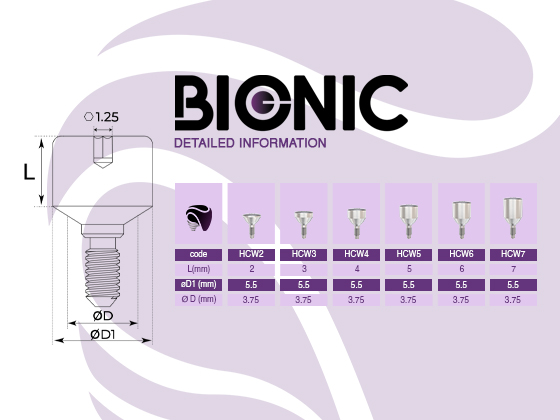 BIONIC
DETAILED INFORMATION
1.25
L
ØD
ØD1
code HCW2 HCW3 HCW4 HCW5 HCW6 HCW7
L(mm) 2 3 4 5 6 7
øD1 (mm) 5.5 5.5 5.5 5.5 5.5 5.5
Ø D (mm) 3.75 3.75 3.75 3.75 3.75 3.75